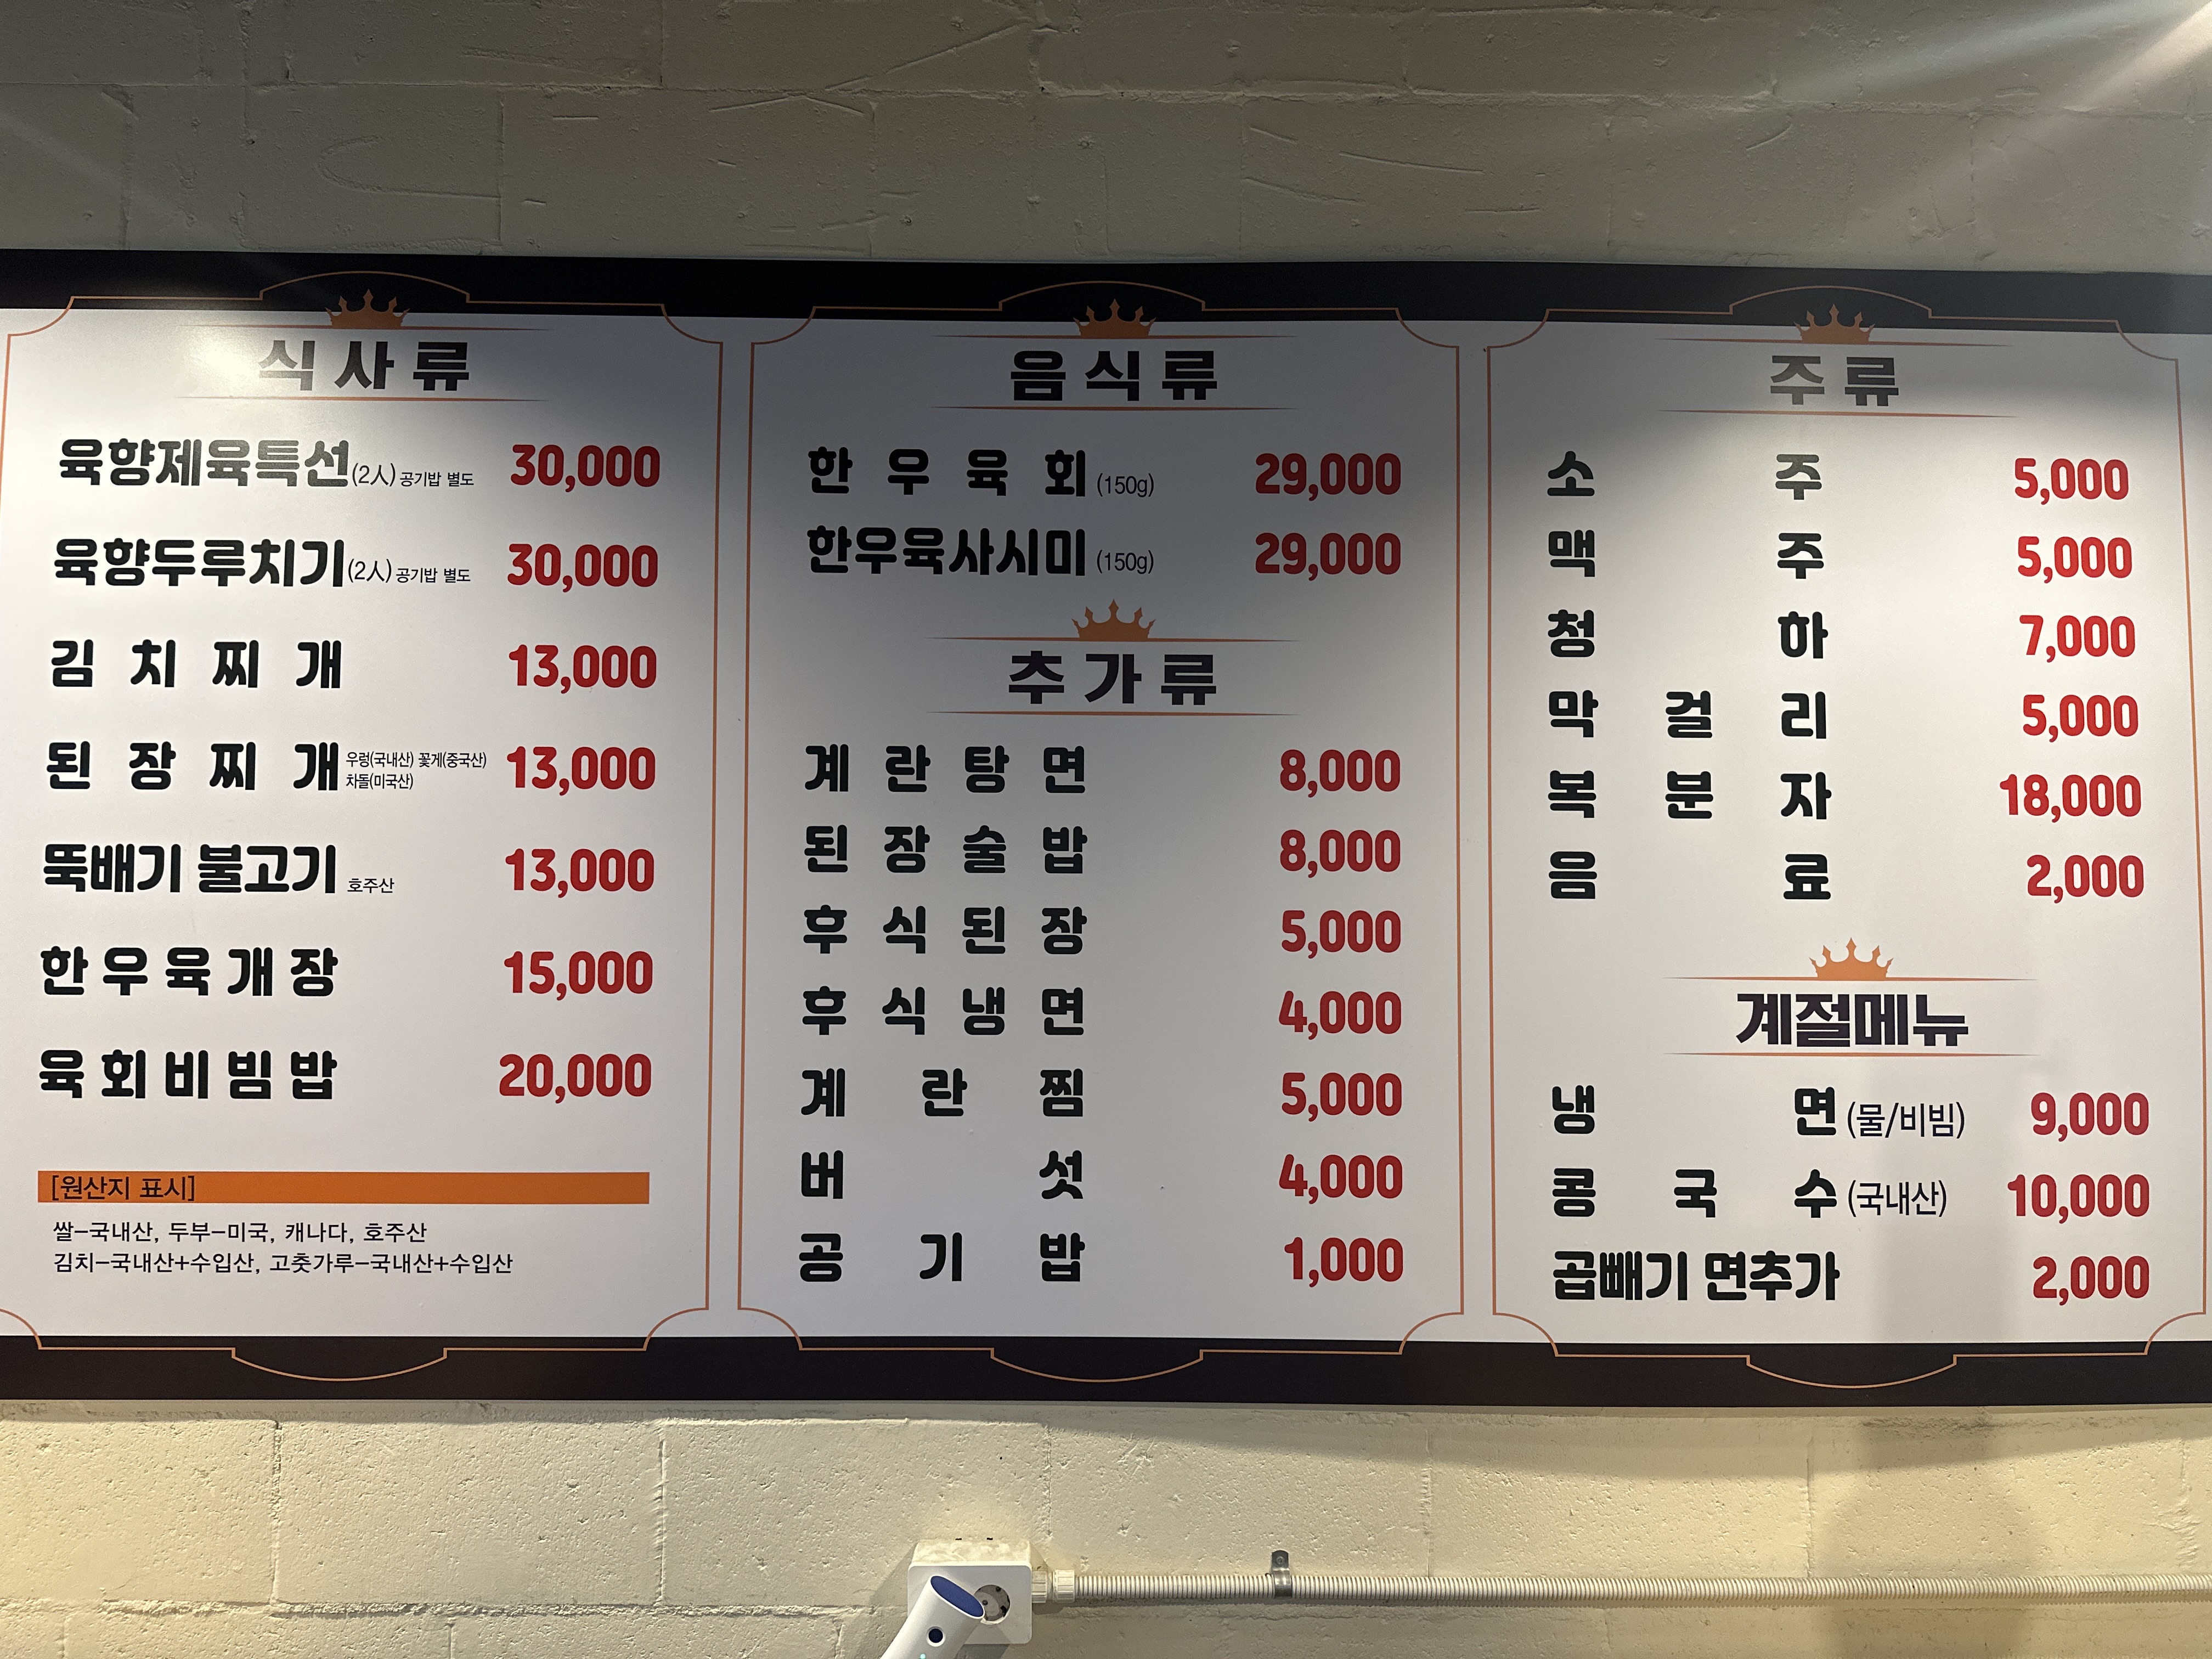 식사류
육향제육특선(2人) 공기밥 별도 30,000
육향두루치기(2人) 공기밥 별도 30,000
김치찌개 13,000
된장찌개 우렁(국내산) 꽃게(중국산) 차돌(미국산) 13,000
뚝배기 불고기 호주산 13,000
한우육개장 15,000
육회비빔밥 20,000
[원산지 표시]
쌀-국내산, 두부-미국, 캐나다, 호주산
김치-국내산+수입산, 고춧가루-국내산+수입산
음식류
한우육회 (150g) 29,000
한우육사시미 (150g) 29,000
추가류
계란탕면 8,000
된장술밥 8,000
후식된장 5,000
후식냉면 4,000
계란찜 5,000
버섯 4,000
공기밥 1,000
주류
소주 5,000
맥주 5,000
청하 7,000
막걸리 5,000
복분자 18,000
음료 2,000
계절메뉴
냉면 (물/비빔) 9,000
콩국수 (국내산) 10,000
곱빼기 면추가 2,000